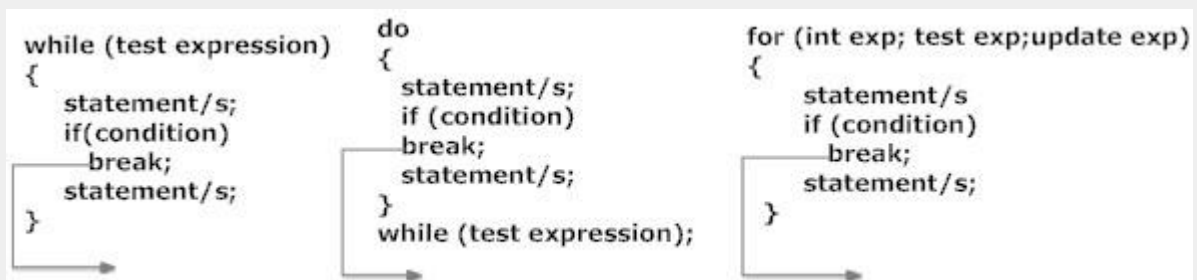 while (test expression)
{
statement/s;
if(condition)
break;
statement/s;
}
do
{
statement/s;
if (condition)
break;
statement/s;
}
while (test expression);
for (int exp; test exp;update exp)
{
statement/s
if (condition)
break;
statement/s;
}